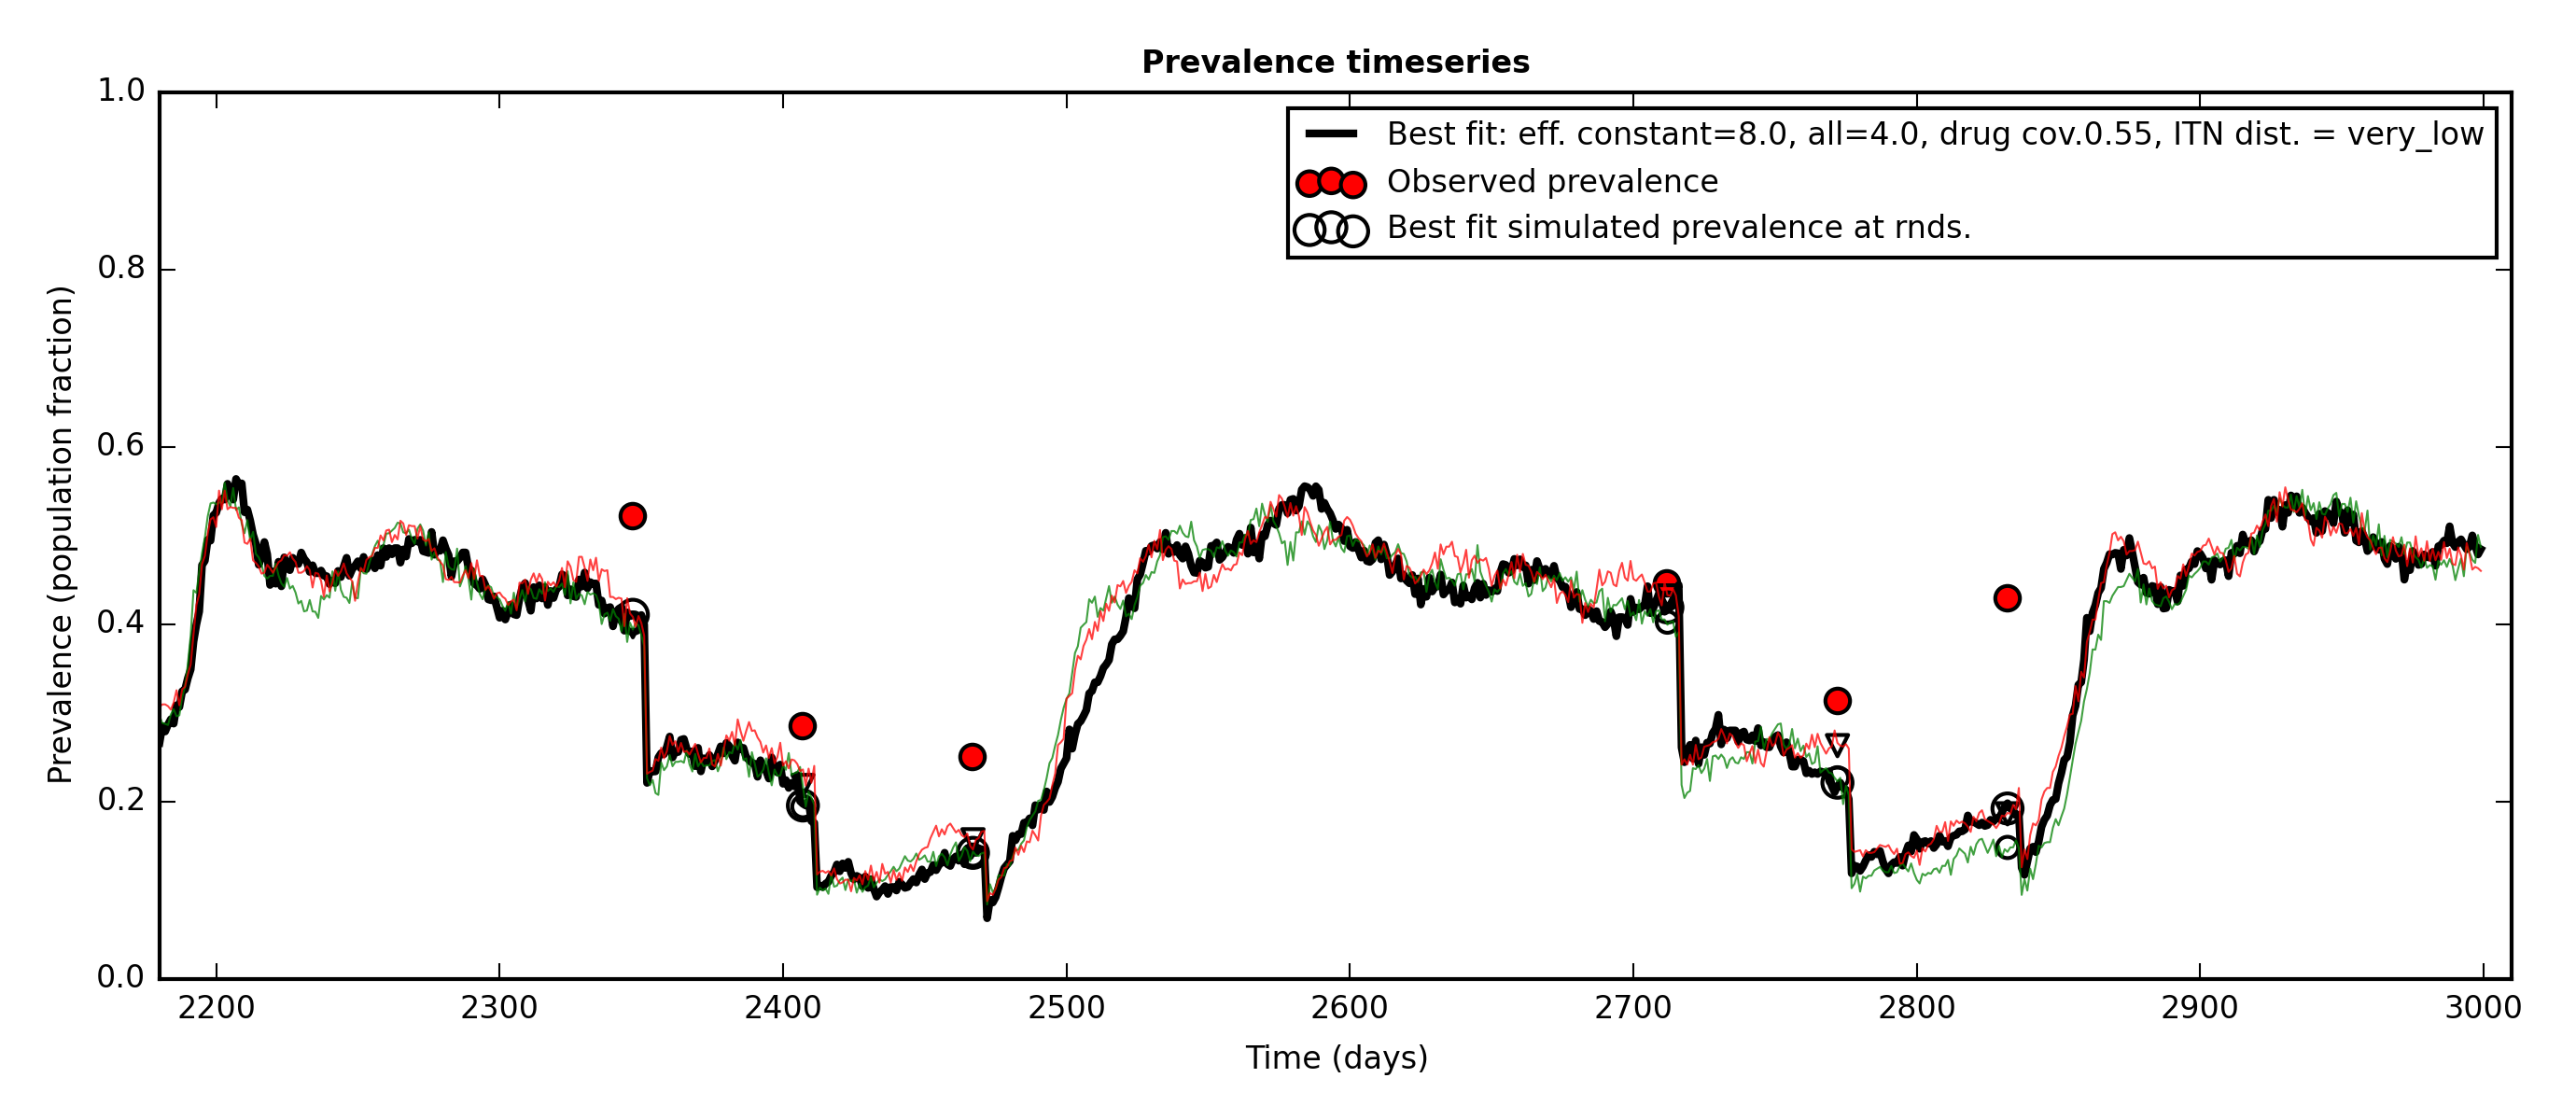 Prevalence timeseries
1.0
0.8
0.6
0.4
0.2
0.0
Prevalence (population fraction)
Best fit: eff. constant=8.0, all=4.0, drug cov.0.55, ITN dist. = very_low
Observed prevalence
Best fit simulated prevalence at rnds.
2200 2300 2400 2500 2600 2700 2800 2900 3000
Time (days)